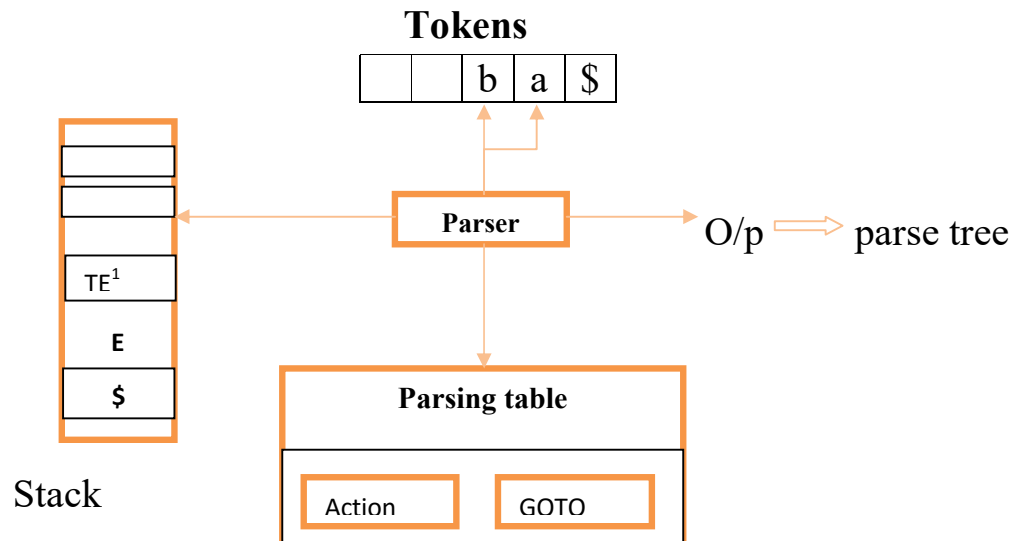 Tokens
b a $
Parser
O/p parse tree
TE¹
E
$
Parsing table
Stack
Action GOTO